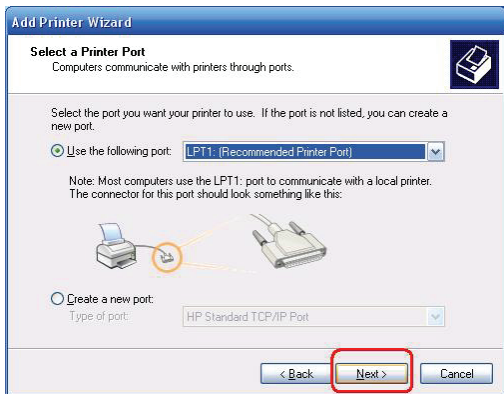 Add Printer Wizard
Select a Printer Port
Computers communicate with printers through ports.
Select the port you want your printer to use. If the port is not listed, you can create a
new port.
Use the following port: LPT1: (Recommended Printer Port)
Note: Most computers use the LPT1: port to communicate with a local printer.
The connector for this port should look something like this:
Create a new port:
Type of port: HP Standard TCP/IP Port
< Back Next > Cancel